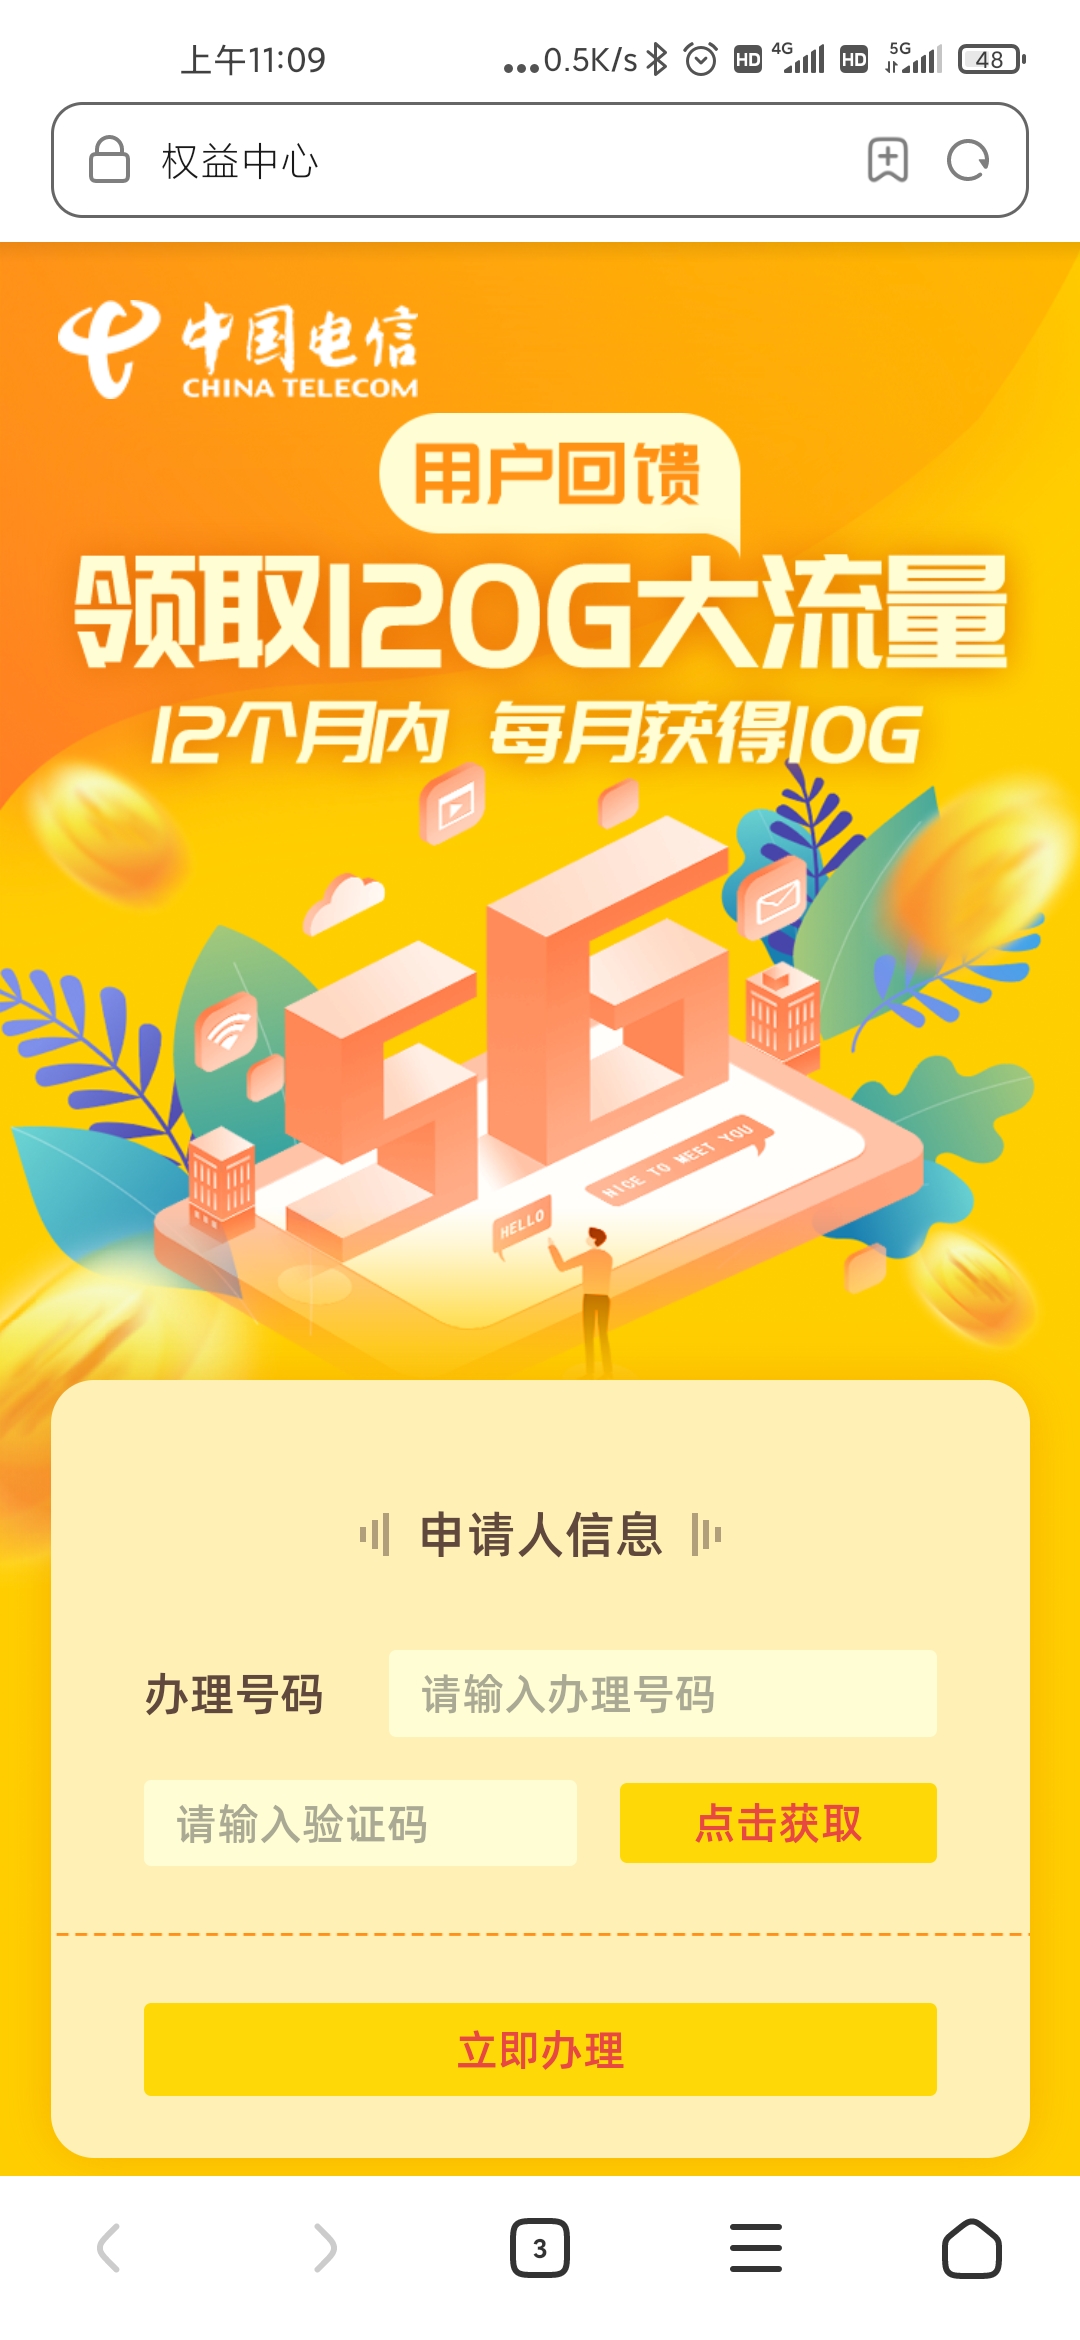 上午11:09
...0.5K/s HD 4G HD 5G 48
权益中心
中国电信
CHINA TELECOM
用户回馈
领取120G大流量
12个月内 每月获得10G
5G
NICE TO MEET YOU
HELLO
申请人信息
办理号码 请输入办理号码
请输入验证码 点击获取
立即办理
3